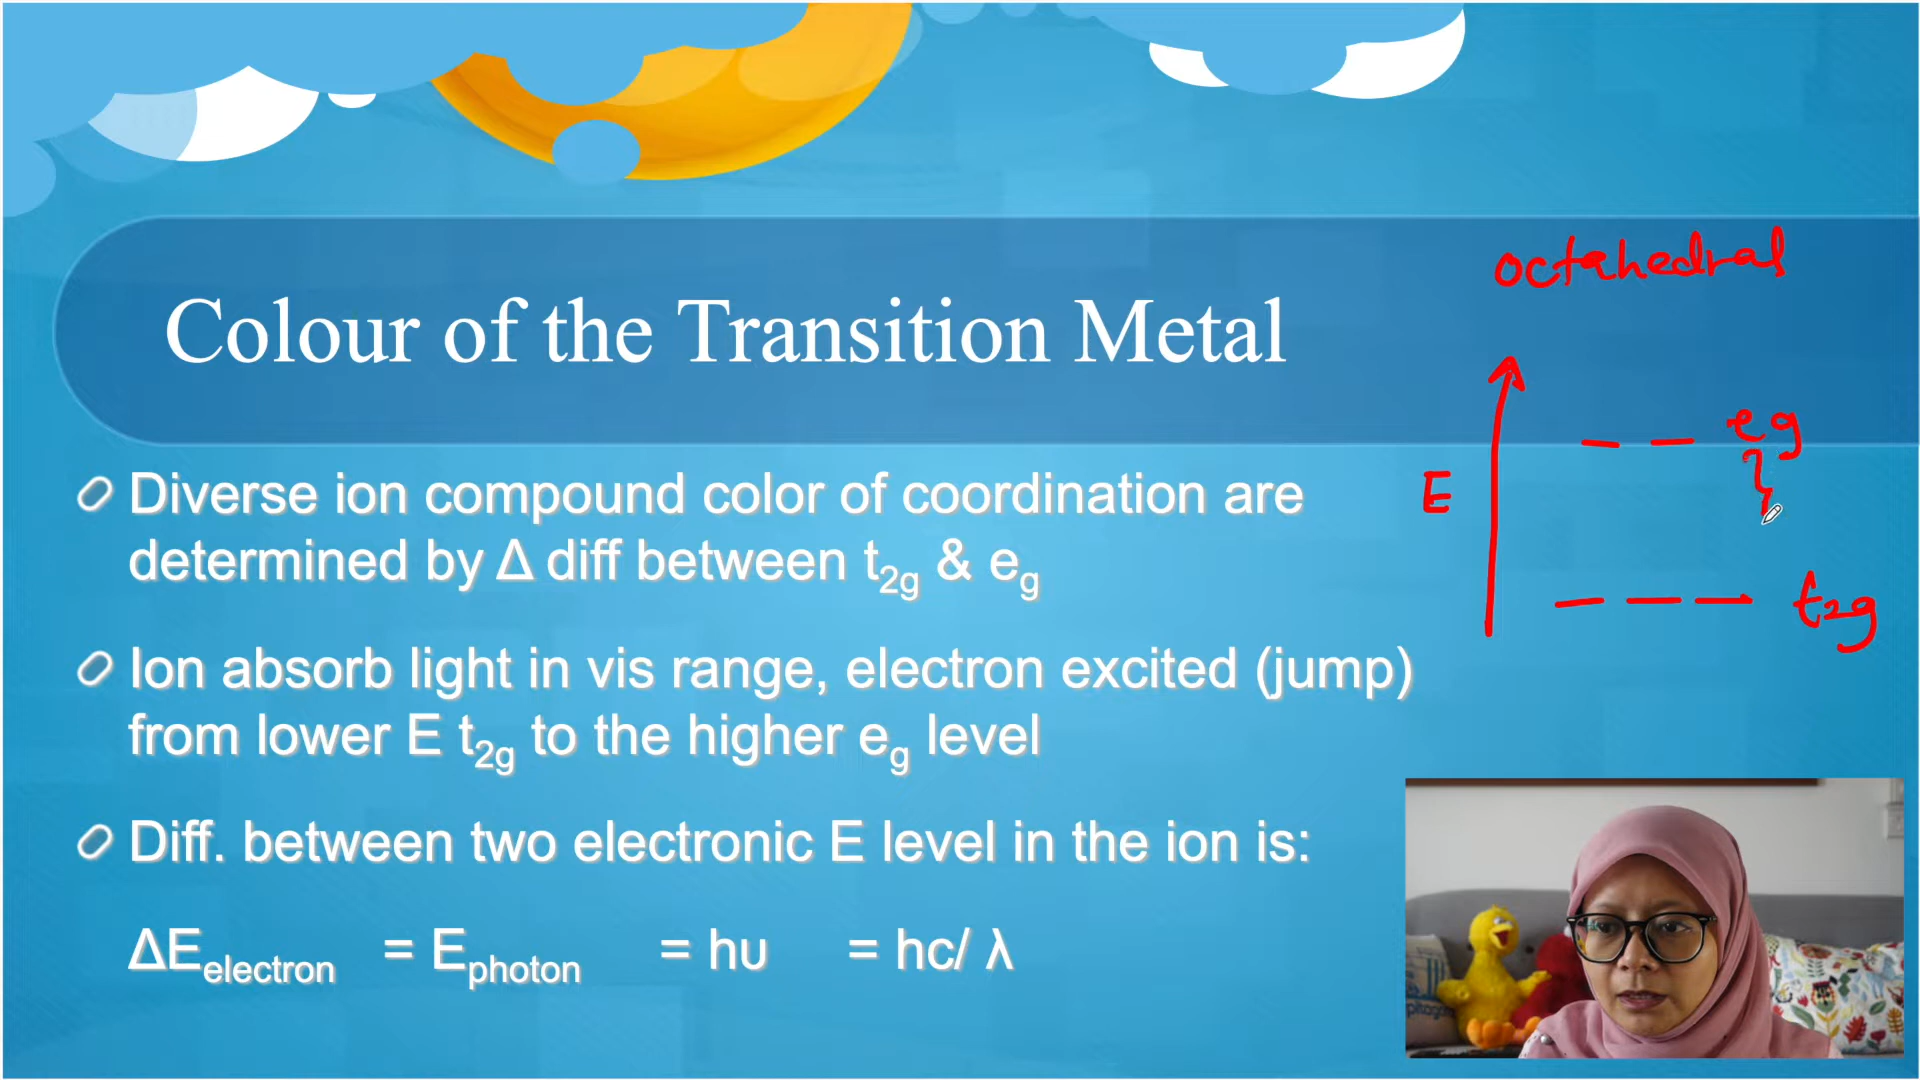 octahedral
Colour of the Transition Metal
eg
E
t2g
Diverse ion compound color of coordination are
determined by Δ diff between t2g & eg
Ion absorb light in vis range, electron excited (jump)
from lower E t2g to the higher eg level
Diff. between two electronic E level in the ion is:
ΔEelectron = Ephoton = hυ = hc/ λ